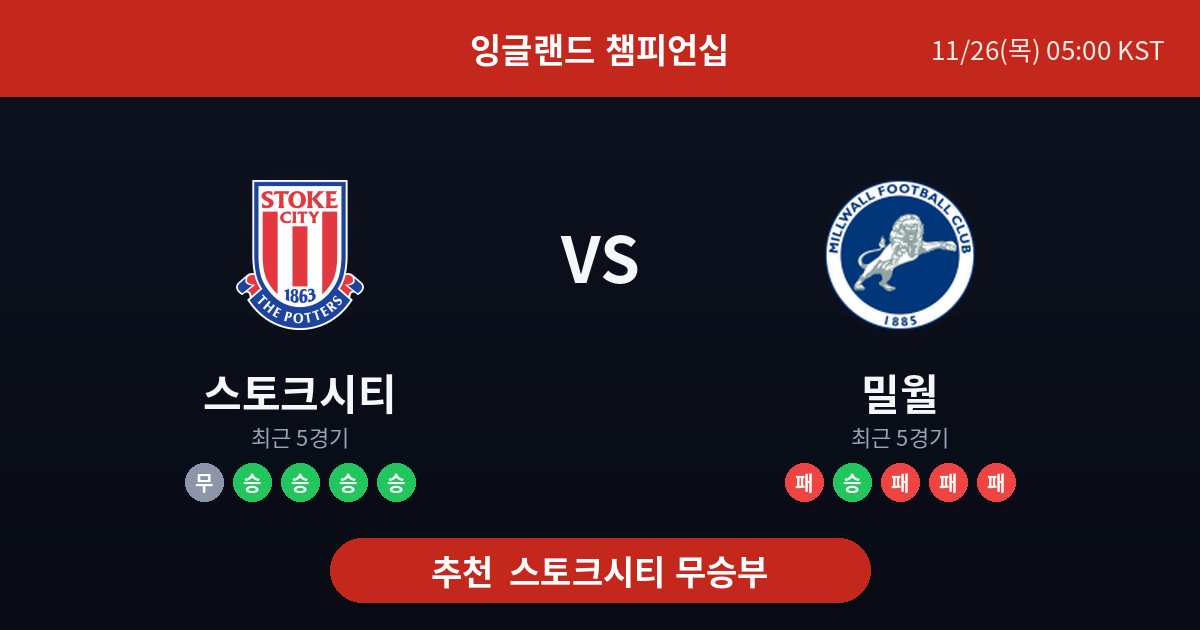 잉글랜드 챔피언십
11/26(목) 05:00 KST
STOKE
CITY
1863
THE POTTERS
MILLWALL FOOTBALL CLUB
1885
VS
스토크시티
밀월
최근 5경기
최근 5경기
무 승 승 승 승
패 승 패 패 패
추천 스토크시티 무승부